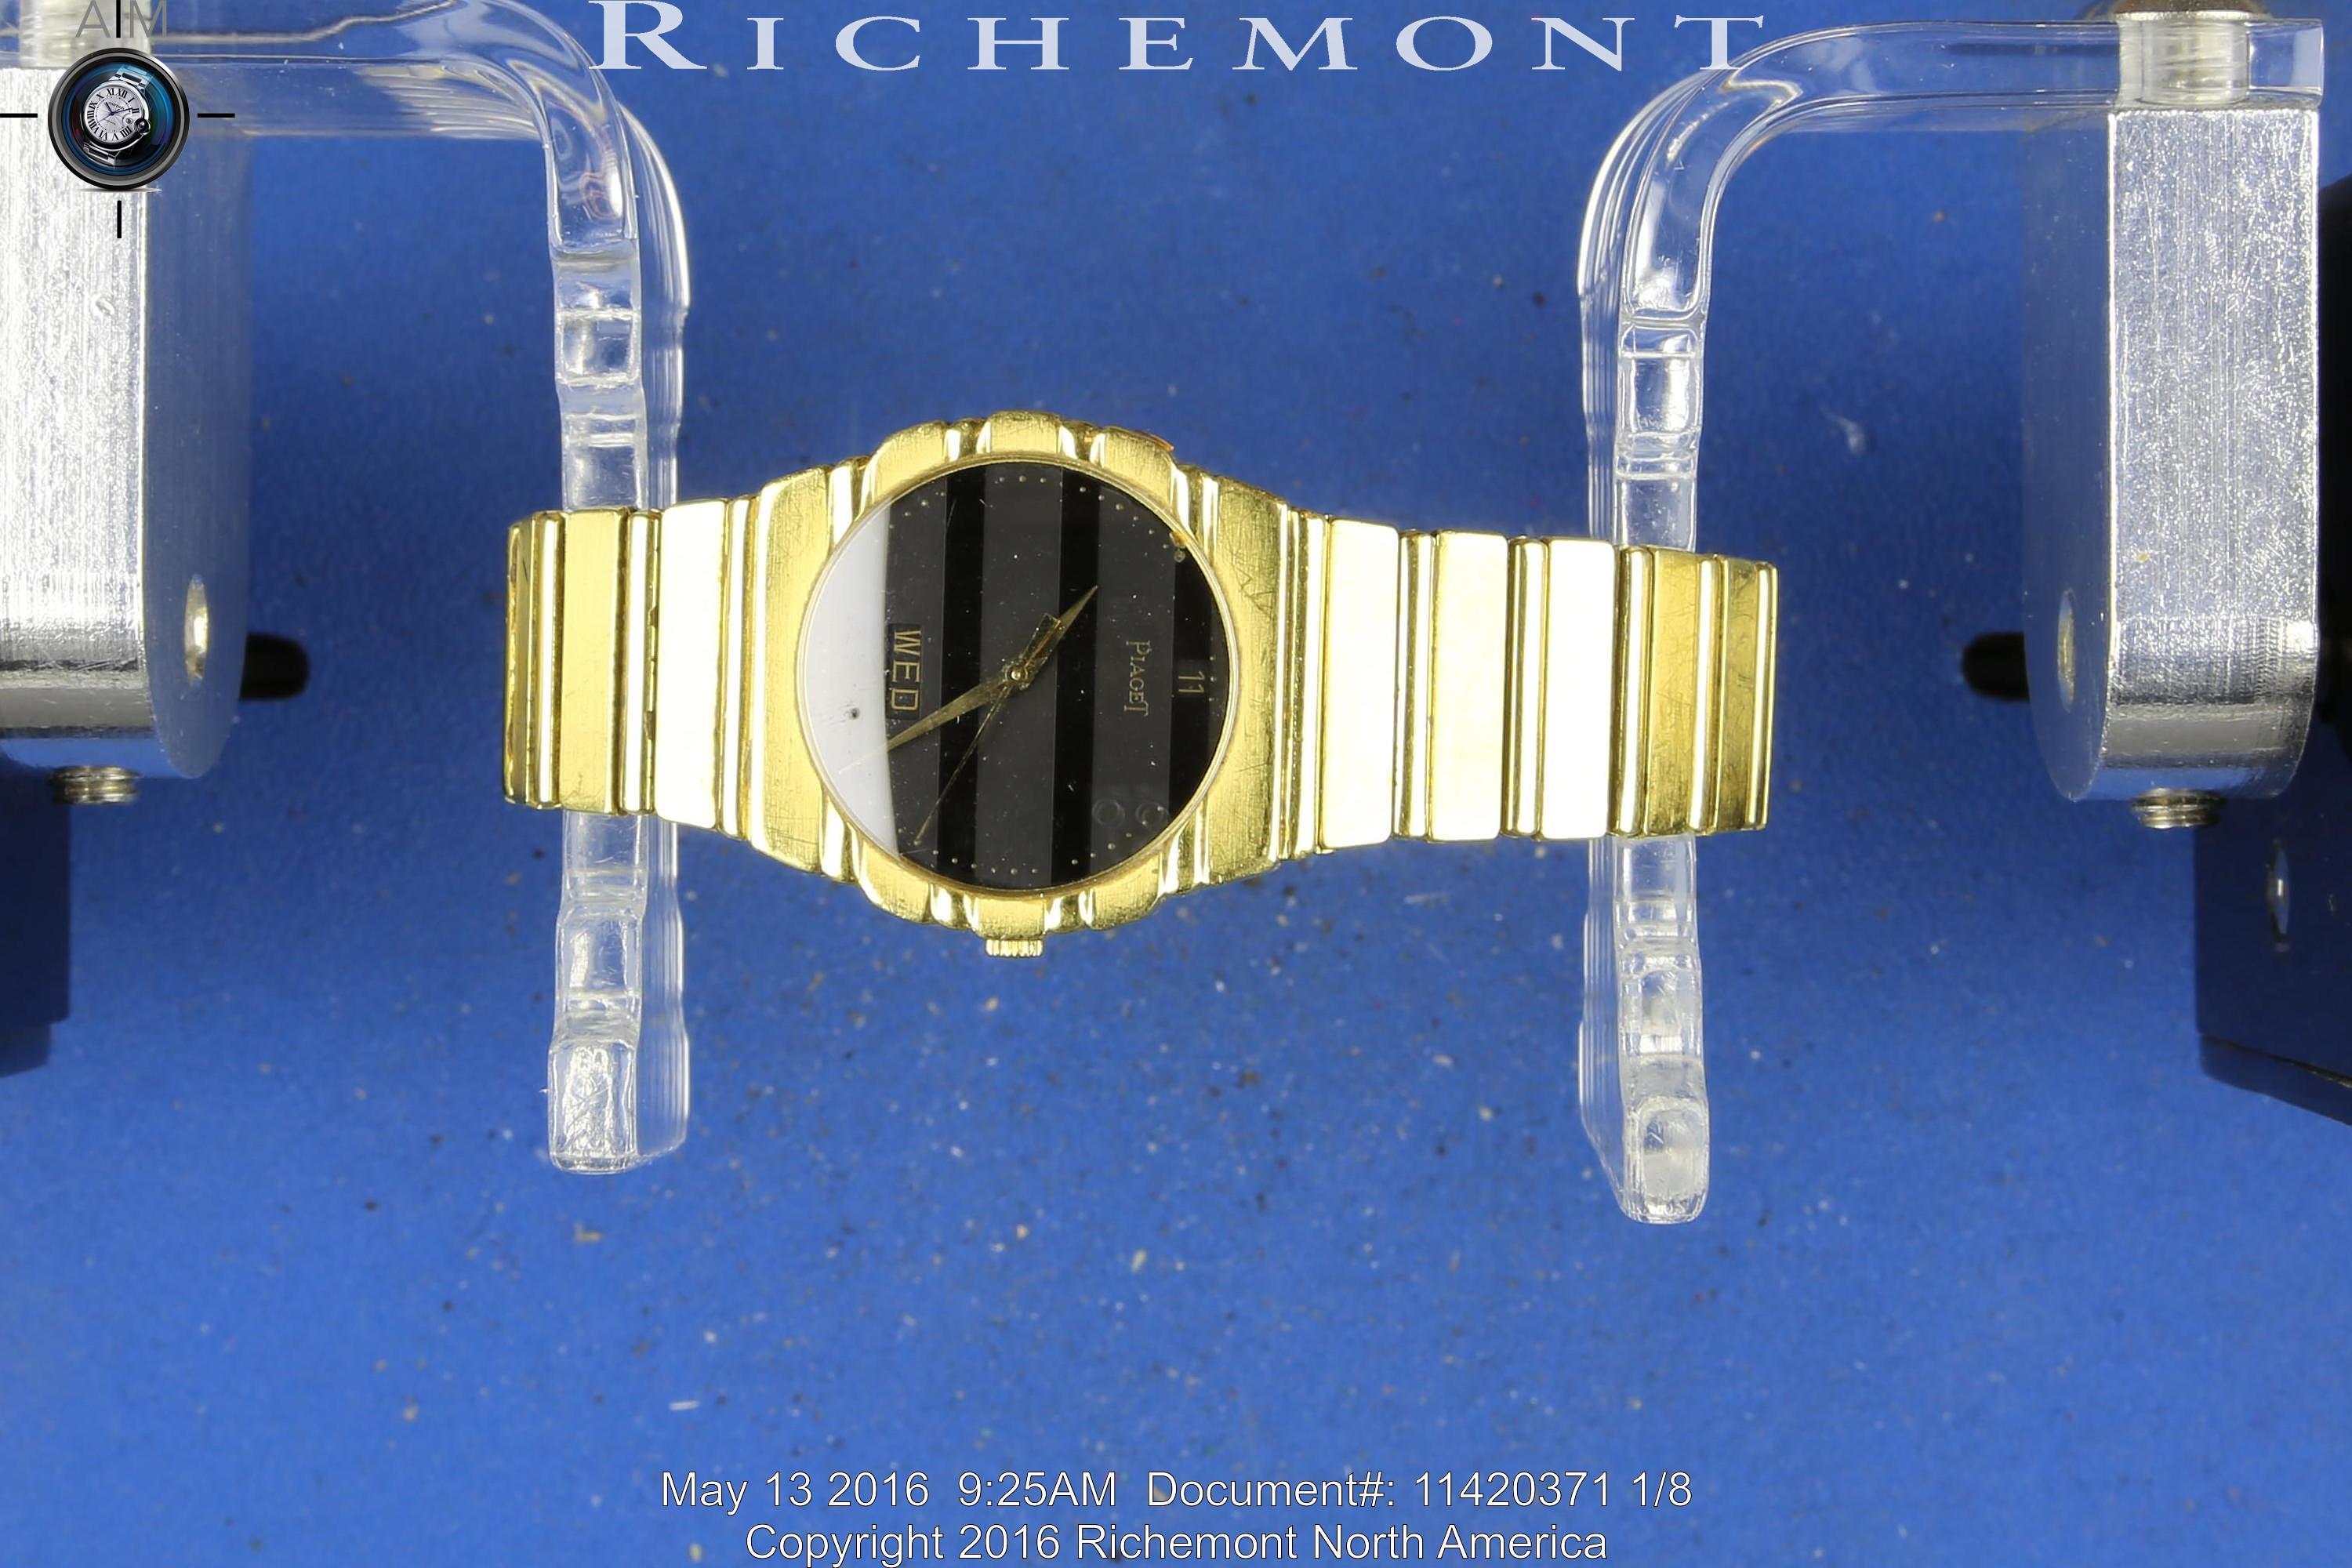 AIM
RICHEMONT
WED
PIAGET
11
May 13 2016 9:25AM Document#: 11420371 1/8
Copyright 2016 Richemont North America